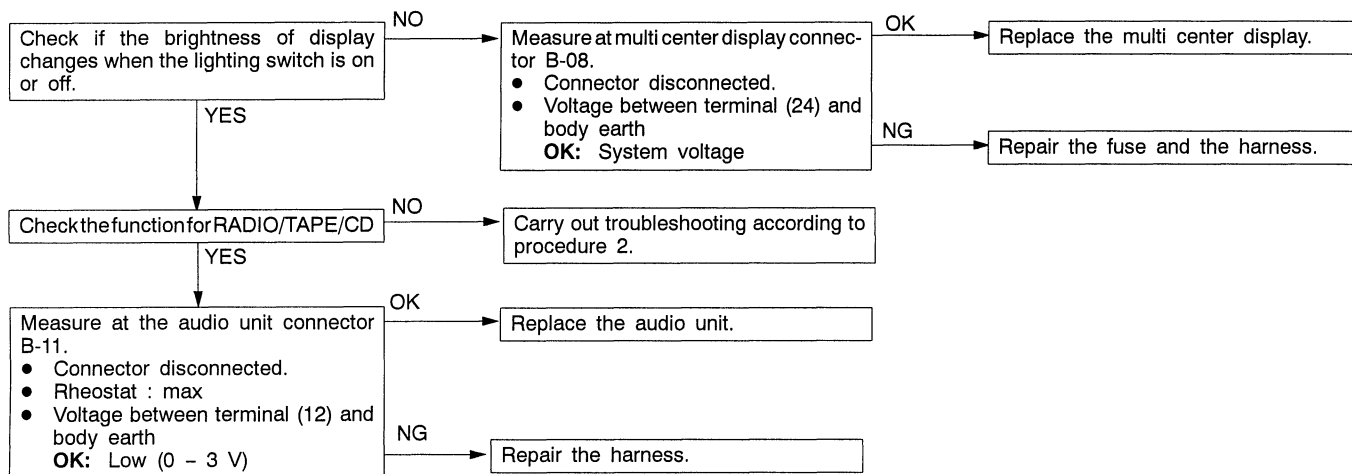 Check if the brightness of display
changes when the lighting switch is on
or off.
NO
Measure at multi center display connec-
tor B-08.
● Connector disconnected.
● Voltage between terminal (24) and
body earth
OK: System voltage
OK
Replace the multi center display.
NG
Repair the fuse and the harness.
YES
Check the function for RADIO/TAPE/CD
NO
Carry out troubleshooting according to
procedure 2.
YES
Measure at the audio unit connector
B-11.
● Connector disconnected.
● Rheostat : max
● Voltage between terminal (12) and
body earth
OK: Low (0 – 3 V)
OK
Replace the audio unit.
NG
Repair the harness.